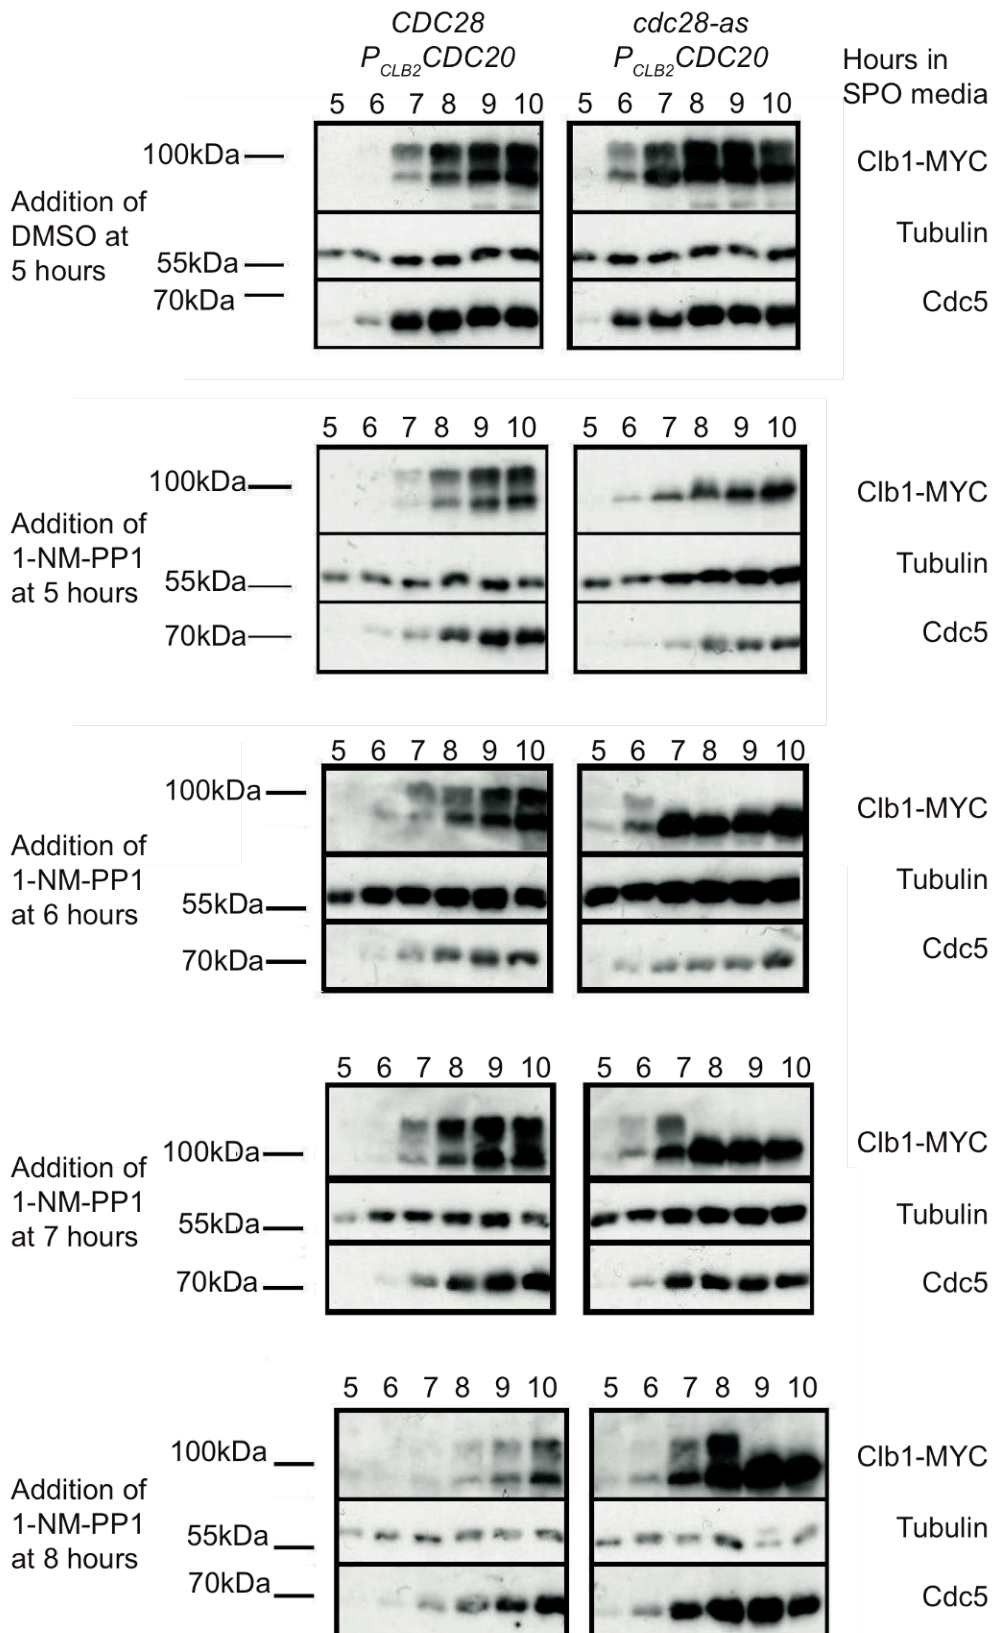 CDC28 cdc28-as
PCLB2CDC20 PCLB2CDC20 Hours in
5 6 7 8 9 10 5 6 7 8 9 10 SPO media
100kDa Clb1-MYC
Addition of
DMSO at Tubulin
5 hours 55kDa
70kDa Cdc5
5 6 7 8 9 10 5 6 7 8 9 10
100kDa Clb1-MYC
Addition of
1-NM-PP1 Tubulin
at 5 hours 55kDa
70kDa Cdc5
5 6 7 8 9 10 5 6 7 8 9 10
100kDa Clb1-MYC
Addition of
1-NM-PP1 Tubulin
at 6 hours 55kDa
70kDa Cdc5
5 6 7 8 9 10 5 6 7 8 9 10
100kDa Clb1-MYC
Addition of
1-NM-PP1 Tubulin
at 7 hours 55kDa
70kDa Cdc5
5 6 7 8 9 10 5 6 7 8 9 10
100kDa Clb1-MYC
Addition of
1-NM-PP1 Tubulin
at 8 hours 55kDa
70kDa Cdc5